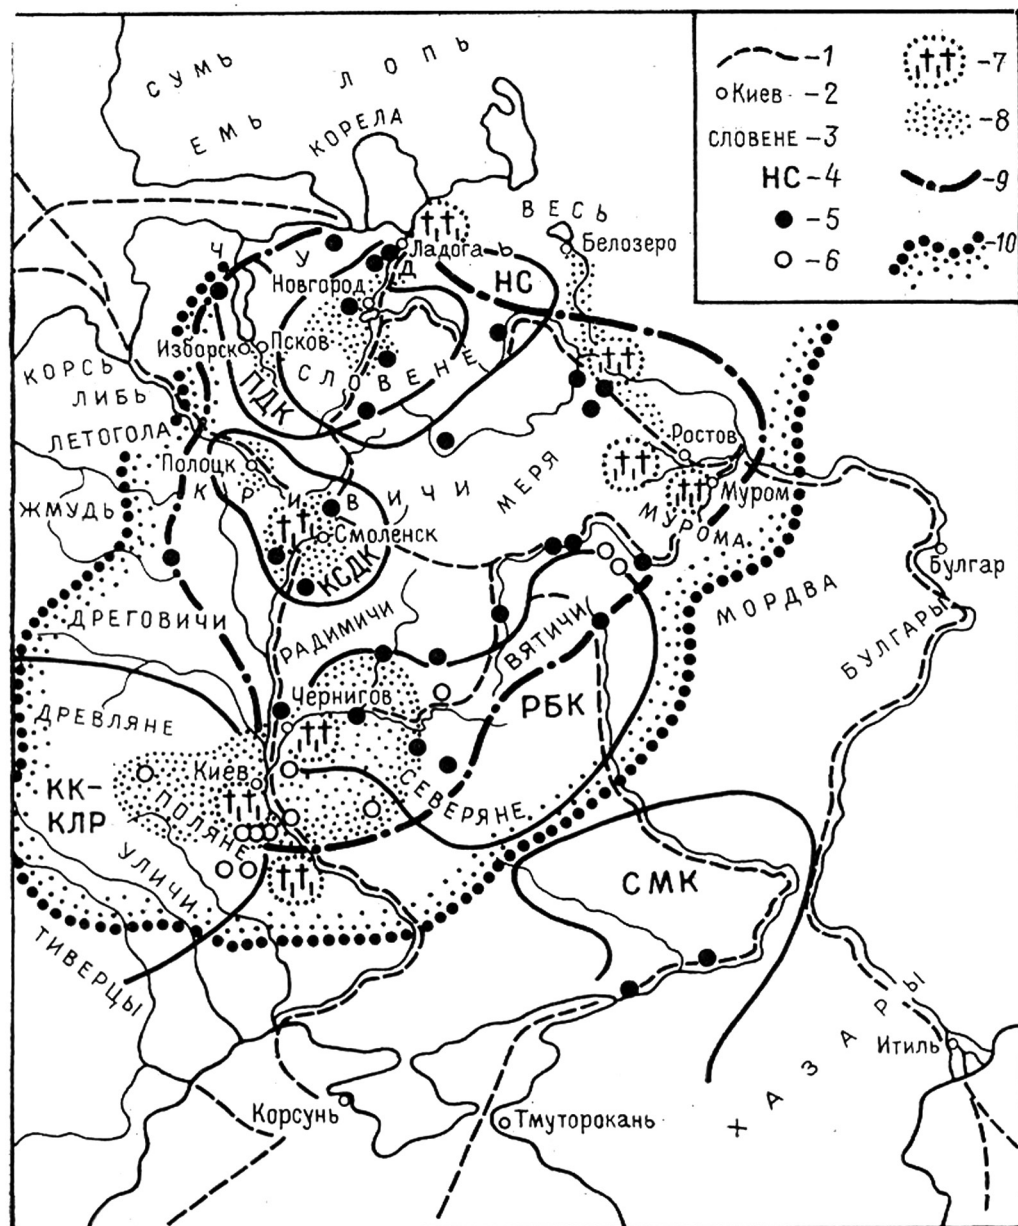 СУМЬ
ЛОПЬ
ЕМЬ
КОРЕЛА
ВЕСЬ
Белозеро
Ладога
ЧУДЬ
НС
Новгород
Изборск
Псков
СЛОВЕНЕ
ПДК
КОРСЬ
ЛИБЬ
ЛЕТОГОЛА
ЖМУДЬ
Полоцк
КРИВИЧИ
Смоленск
КСДК
МЕРЯ
Ростов
Муром
МУРОМА
МОРДВА
Булгар
БУЛГАРЫ
ДРЕГОВИЧИ
РАДИМИЧИ
ВЯТИЧИ
РБК
Чернигов
ДРЕВЛЯНЕ
Киев
СЕВЕРЯНЕ
КК–
КЛР
ПОЛЯНЕ
УЛИЧИ
ТИВЕРЦЫ
СМК
АЗАРЫ
Итиль
Корсунь
Тмуторокань
–1
Киев –2
СЛОВЕНЕ –3
НС –4
–5
–6
–7
–8
–9
–10